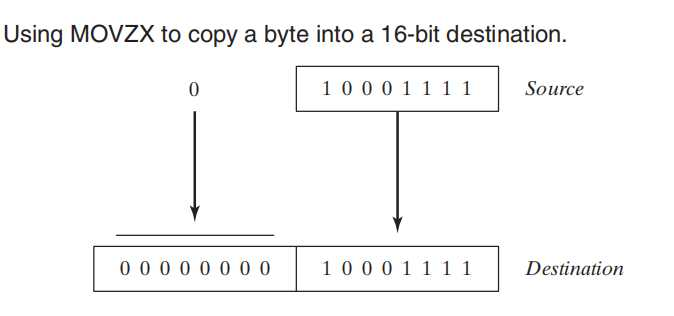 Using MOVZX to copy a byte into a 16-bit destination.
0 1 0 0 0 1 1 1 1 Source
0 0 0 0 0 0 0 0 1 0 0 0 1 1 1 1 Destination